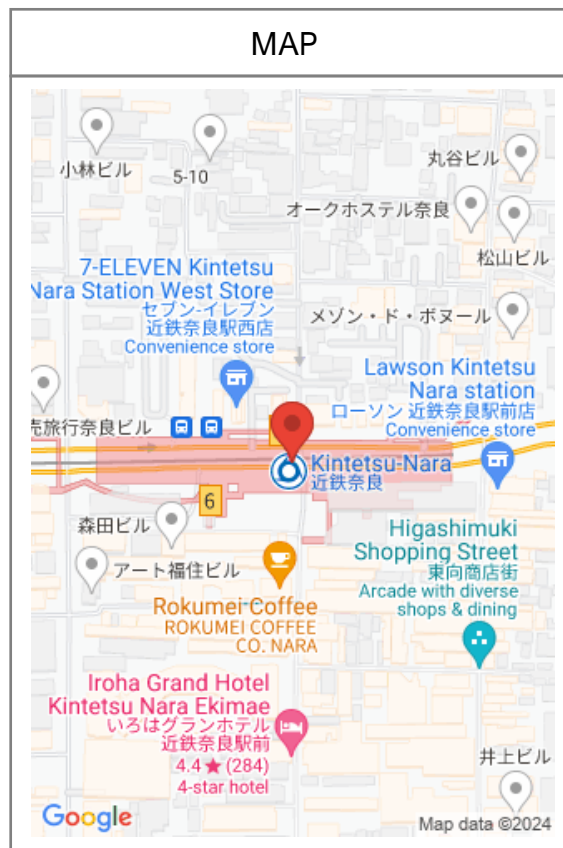 MAP
小林ビル
5-10
丸谷ビル
オークホステル奈良
松山ビル
7-ELEVEN Kintetsu
Nara Station West Store
セブン-イレブン
近鉄奈良駅西店
Convenience store
メゾン・ド・ボヌール
Lawson Kintetsu
Nara station
ローソン 近鉄奈良駅前店
Convenience store
売旅行奈良ビル
Kintetsu-Nara
近鉄奈良
6
森田ビル
アート福住ビル
Higashimuki
Shopping Street
東向商店街
Arcade with diverse
shops & dining
Rokumei Coffee
ROKUMEI COFFEE
CO. NARA
Iroha Grand Hotel
Kintetsu Nara Ekimae
いろはグランホテル
近鉄奈良駅前
4.4★(284)
4-star hotel
井上ビル
Google
Map data ©2024